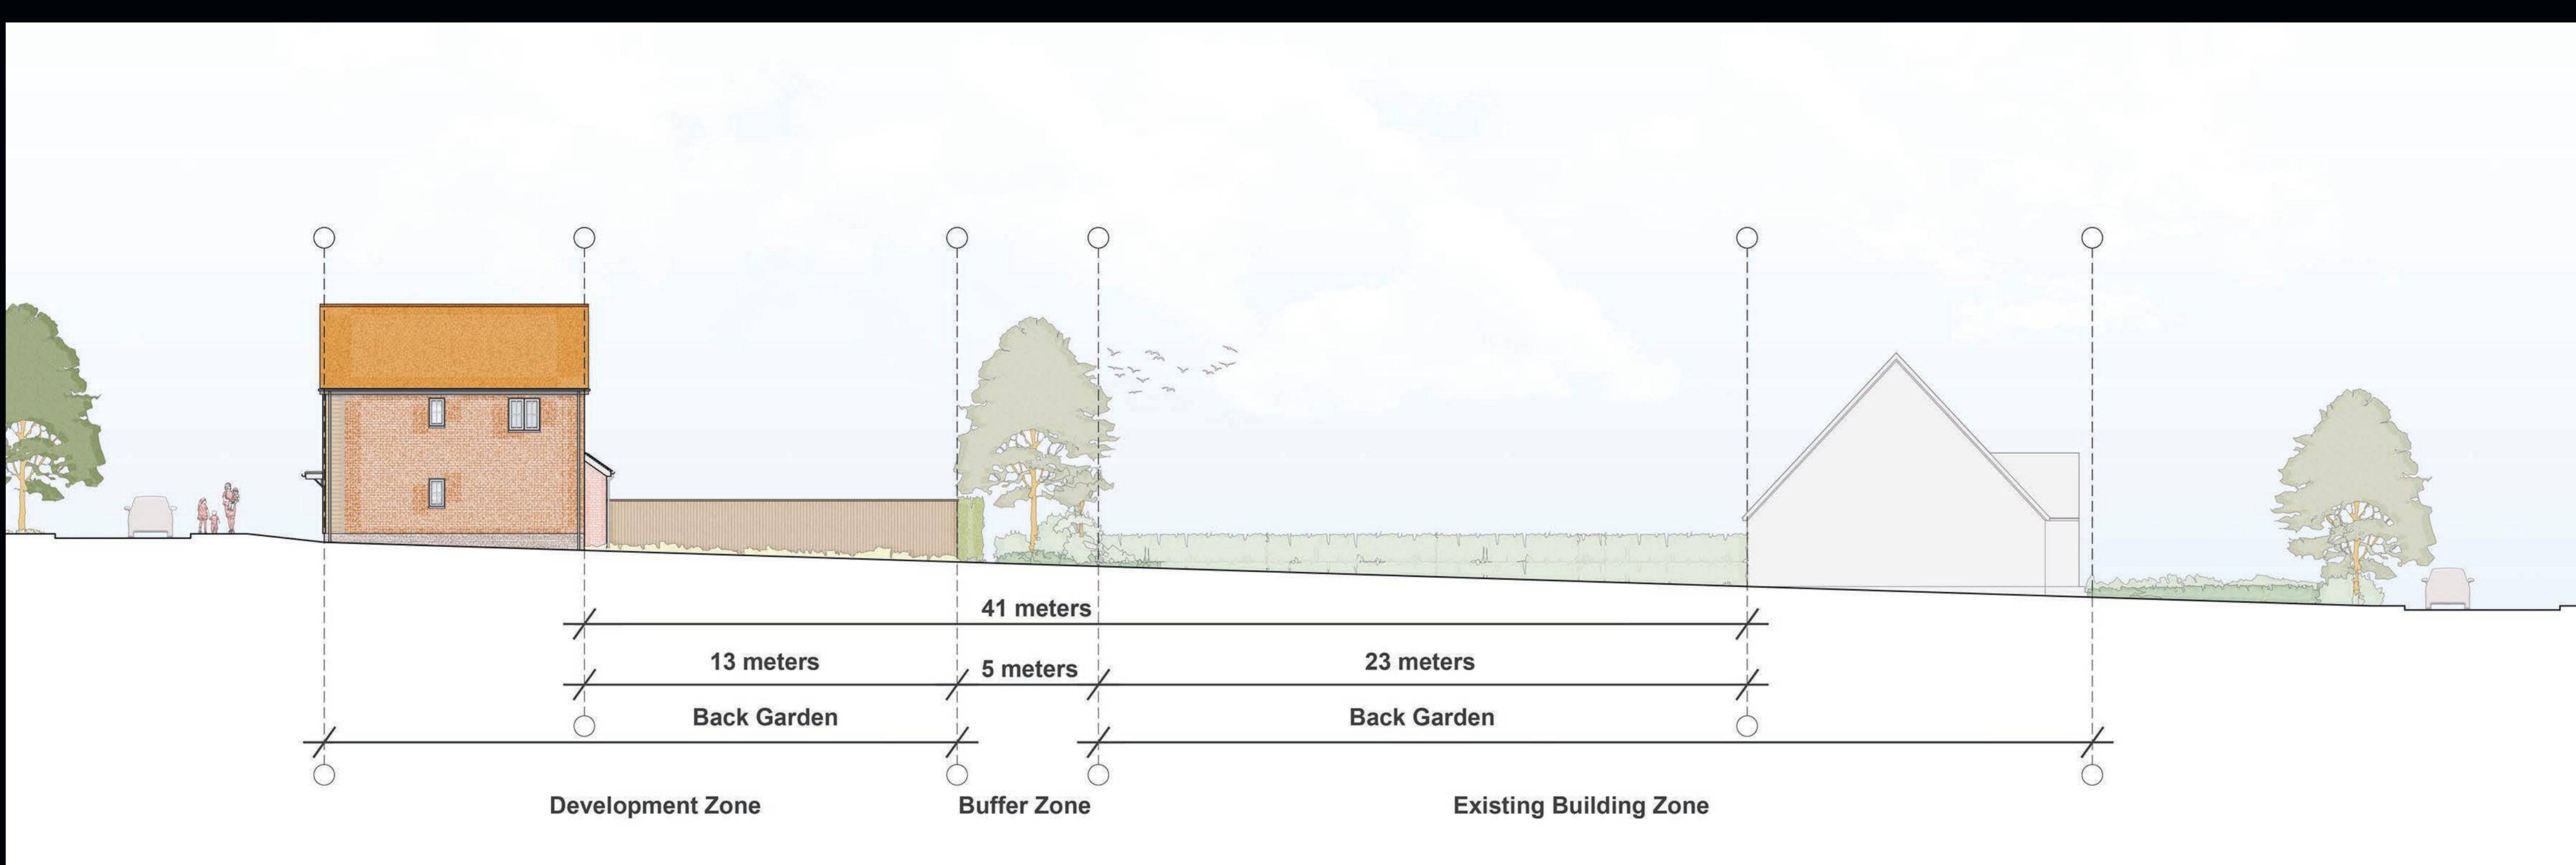 41 meters
13 meters
5 meters
23 meters
Back Garden
Back Garden
Development Zone
Buffer Zone
Existing Building Zone